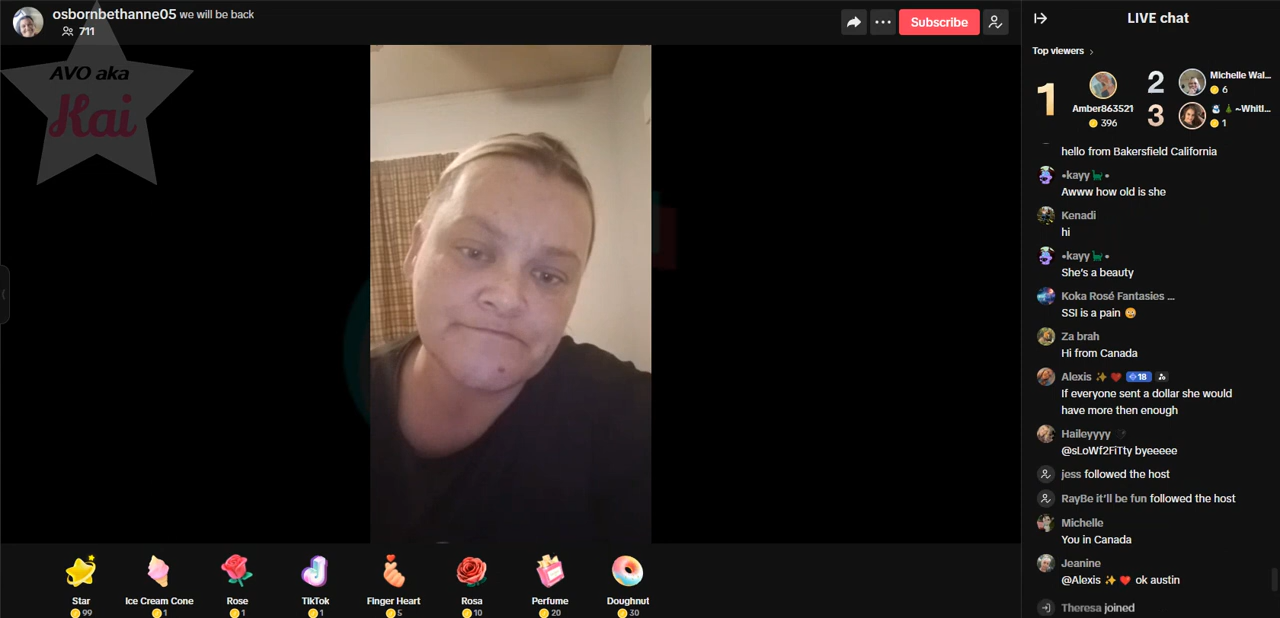 osbornbethanne05 we will be back
711
Subscribe
AVO aka
Kai
LIVE chat
Top viewers
1
Amber863521
396
2
Michelle Wal...
6
3
~Whitl...
1
hello from Bakersfield California
•kayy •
Awww how old is she
Kenadi
hi
•kayy •
She's a beauty
Koka Rosé Fantasies ...
SSI is a pain
Za brah
Hi from Canada
Alexis 18
If everyone sent a dollar she would
have more then enough
Haileyyyy
@sLoWf2FiTty byeeeee
jess followed the host
RayBe it'll be fun followed the host
Michelle
You in Canada
Jeanine
@Alexis ok austin
Theresa joined
Star
99
Ice Cream Cone
1
Rose
1
TikTok
1
Finger Heart
5
Rosa
10
Perfume
20
Doughnut
30